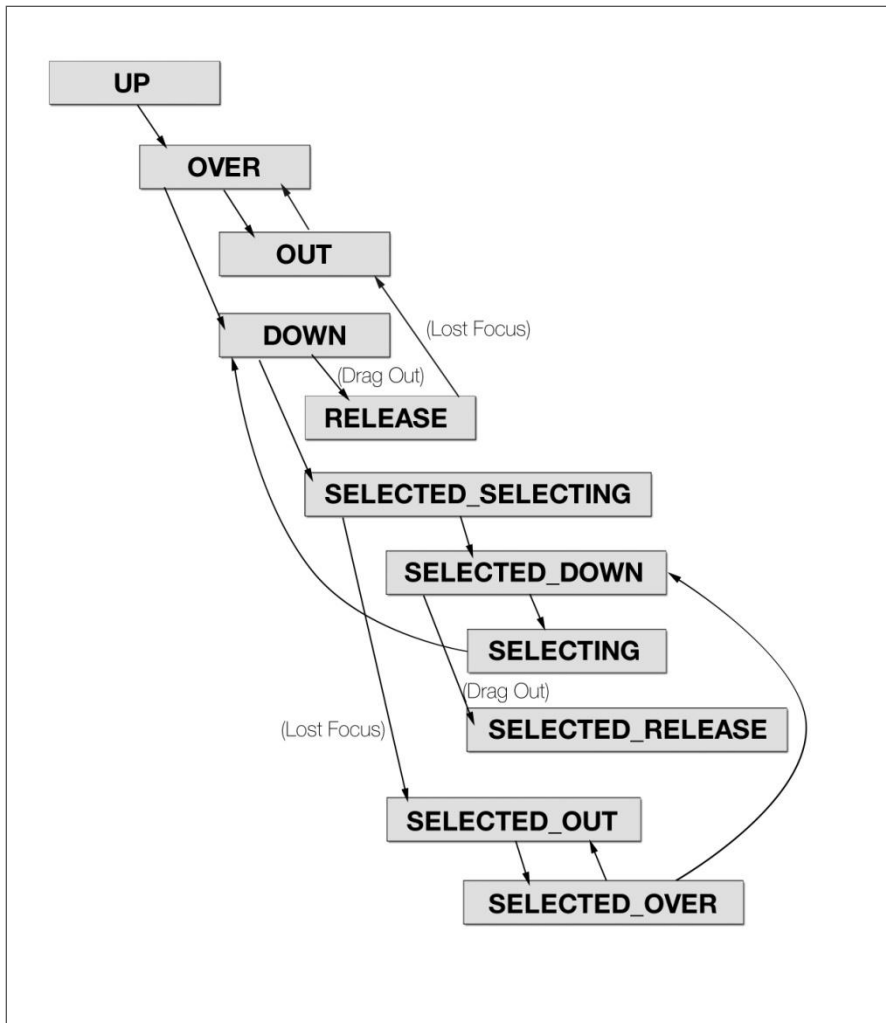 UP
OVER
OUT
DOWN
(Lost Focus)
(Drag Out)
RELEASE
SELECTED_SELECTING
SELECTED_DOWN
SELECTING
(Drag Out)
(Lost Focus)
SELECTED_RELEASE
SELECTED_OUT
SELECTED_OVER